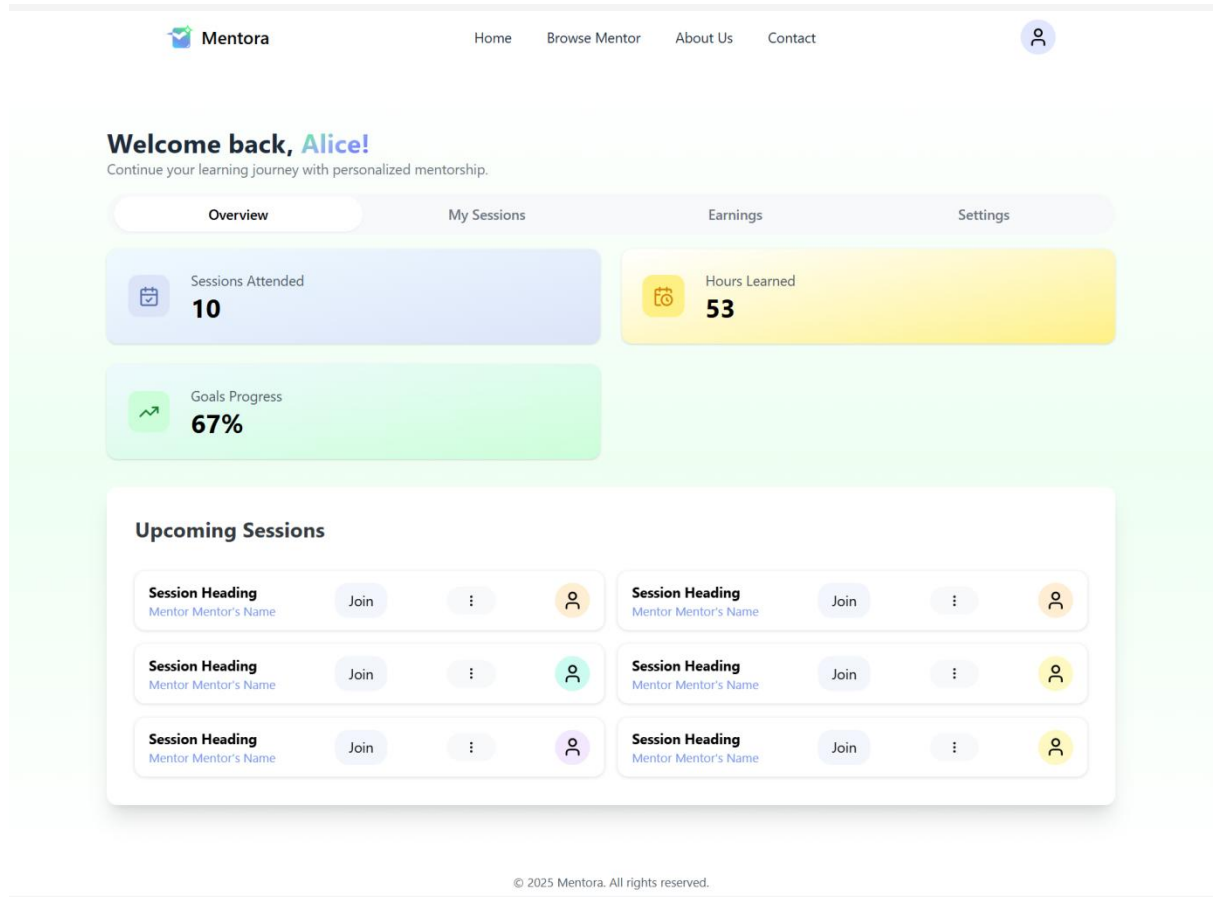 Mentora
Home Browse Mentor About Us Contact
Welcome back, Alice!
Continue your learning journey with personalized mentorship.
Overview My Sessions Earnings Settings
Sessions Attended
10
Hours Learned
53
Goals Progress
67%
Upcoming Sessions
Session Heading
Mentor Mentor's Name
Join
Session Heading
Mentor Mentor's Name
Join
Session Heading
Mentor Mentor's Name
Join
Session Heading
Mentor Mentor's Name
Join
Session Heading
Mentor Mentor's Name
Join
Session Heading
Mentor Mentor's Name
Join
© 2025 Mentora. All rights reserved.